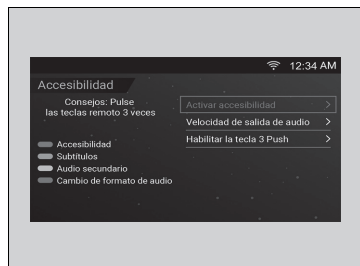 12:34 AM
Accesibilidad
Consejos: Pulse
las teclas remoto 3 veces
Accesibilidad
Subtítulos
Audio secundario
Cambio de formato de audio
Activar accesibilidad >
Velocidad de salida de audio >
Habilitar la tecla 3 Push >